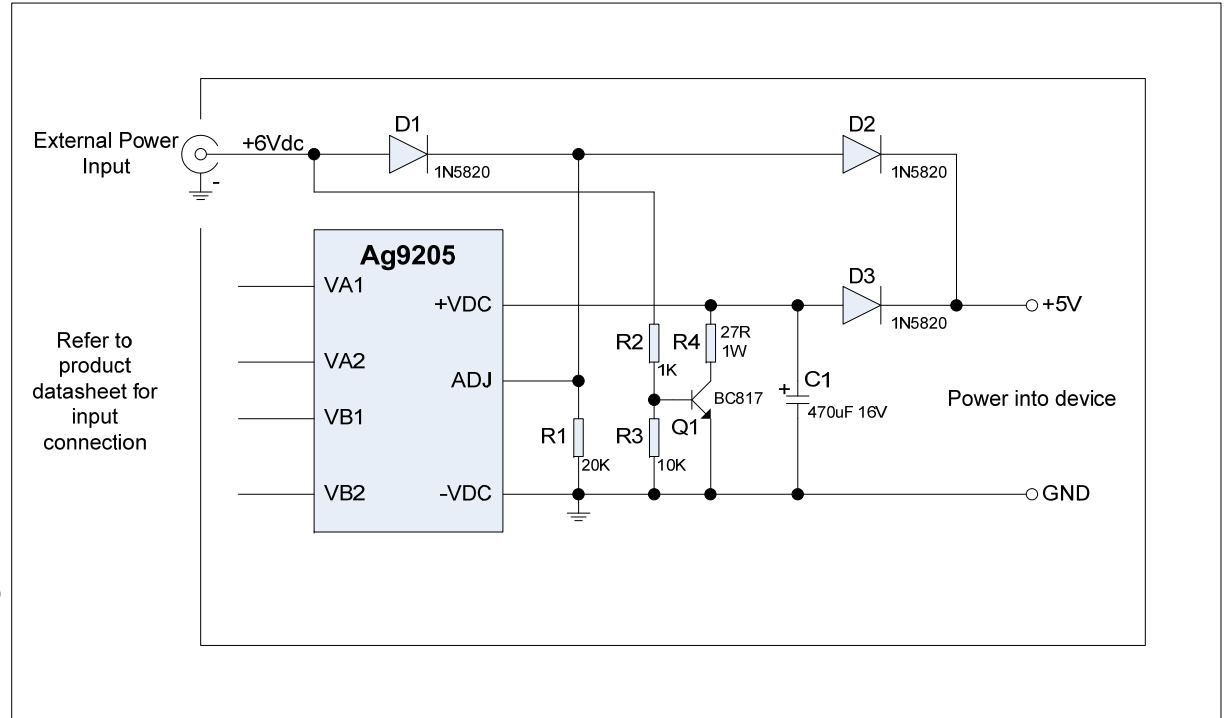 External Power
Input
+6Vdc
-
D1
1N5820
D2
1N5820
Ag9205
VA1
VA2
VB1
VB2
+VDC
ADJ
-VDC
Refer to
product
datasheet for
input
connection
R1
20K
R2
1K
R3
10K
R4
27R
1W
BC817
Q1
+
C1
470uF 16V
D3
1N5820
+5V
Power into device
GND